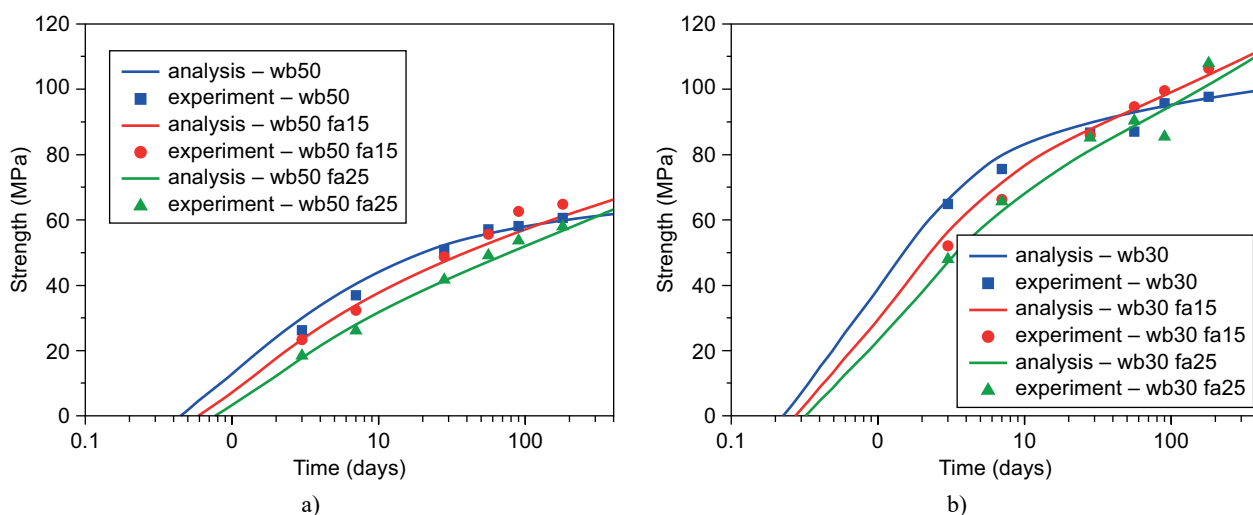 120
100
80
60
40
20
0
Strength (MPa)
analysis – wb50
experiment – wb50
analysis – wb50 fa15
experiment – wb50 fa15
analysis – wb50 fa25
experiment – wb50 fa25
0.1 0 10 100
Time (days)
a)
120
100
80
60
40
20
0
Strength (MPa)
analysis – wb30
experiment – wb30
analysis – wb30 fa15
experiment – wb30 fa15
analysis – wb30 fa25
experiment – wb30 fa25
0.1 0 10 100
Time (days)
b)